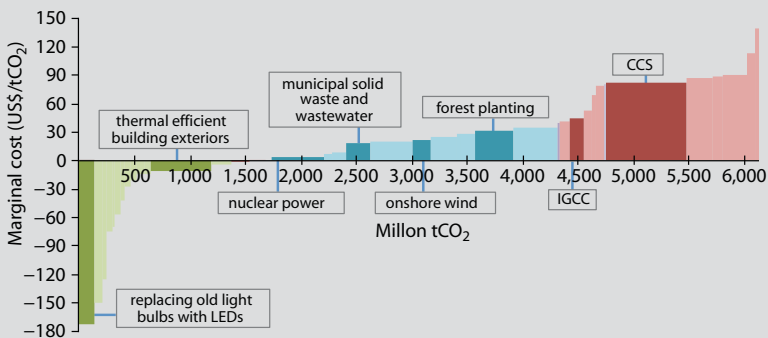 Marginal cost (US$/tCO₂)
150
120
90
60
30
0
−30
−60
−90
−120
−150
−180
500
1,000
1,500
2,000
2,500
3,000
3,500
4,000
4,500
5,000
5,500
6,000
Millon tCO₂
replacing old light
bulbs with LEDs
thermal efficient
building exteriors
nuclear power
municipal solid
waste and
wastewater
onshore wind
forest planting
IGCC
CCS